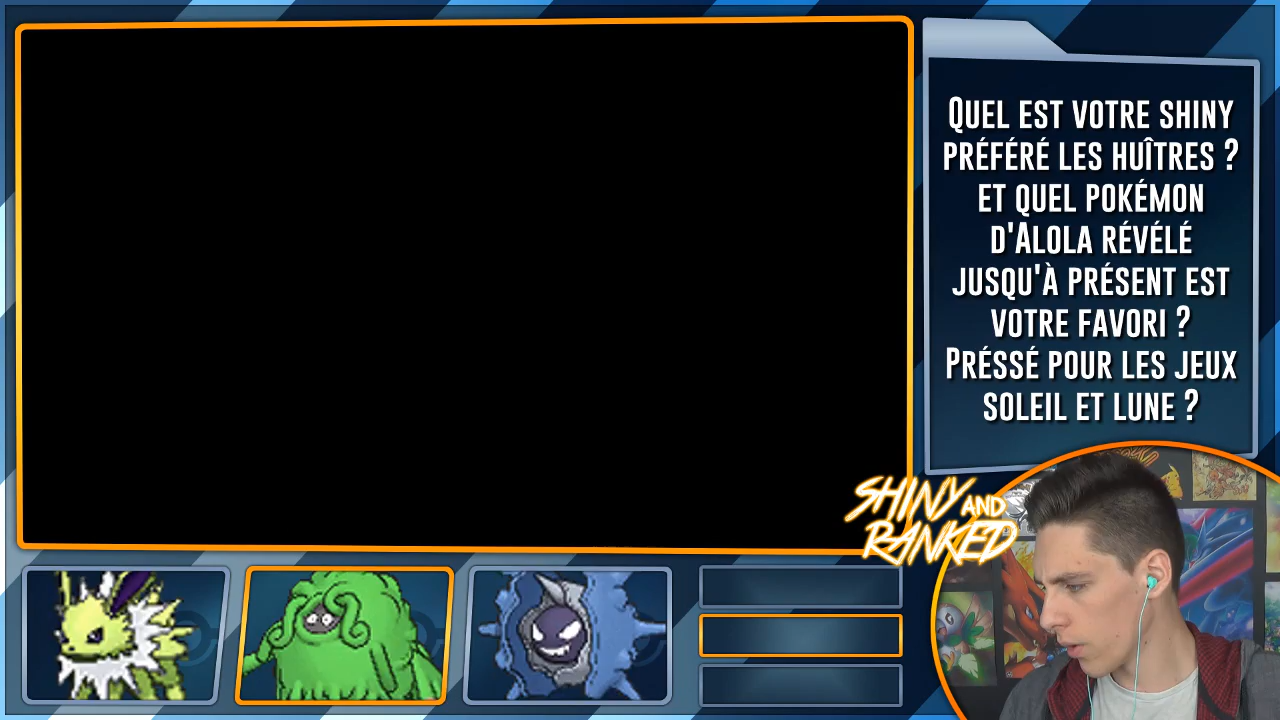 Quel est votre shiny
préféré les huîtres ?
et quel pokémon
d'Alola révélé
jusqu'à présent est
votre favori ?
Préssé pour les jeux
soleil et lune ?
SHINY AND
RANKED